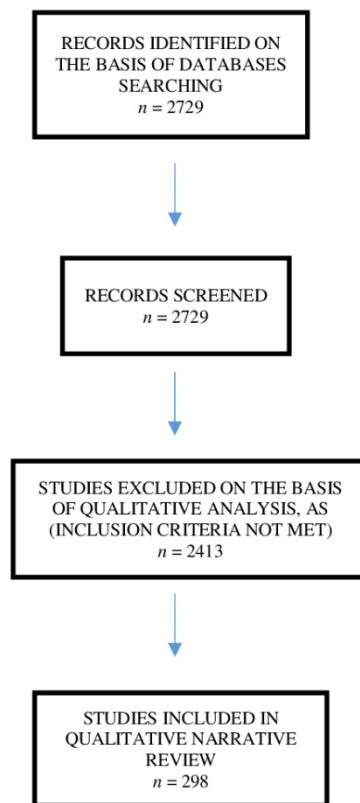 RECORDS IDENTIFIED ON
THE BASIS OF DATABASES
SEARCHING
n = 2729
RECORDS SCREENED
n = 2729
STUDIES EXCLUDED ON THE BASIS
OF QUALITATIVE ANALYSIS, AS
(INCLUSION CRITERIA NOT MET)
n = 2413
STUDIES INCLUDED IN
QUALITATIVE NARRATIVE
REVIEW
n = 298